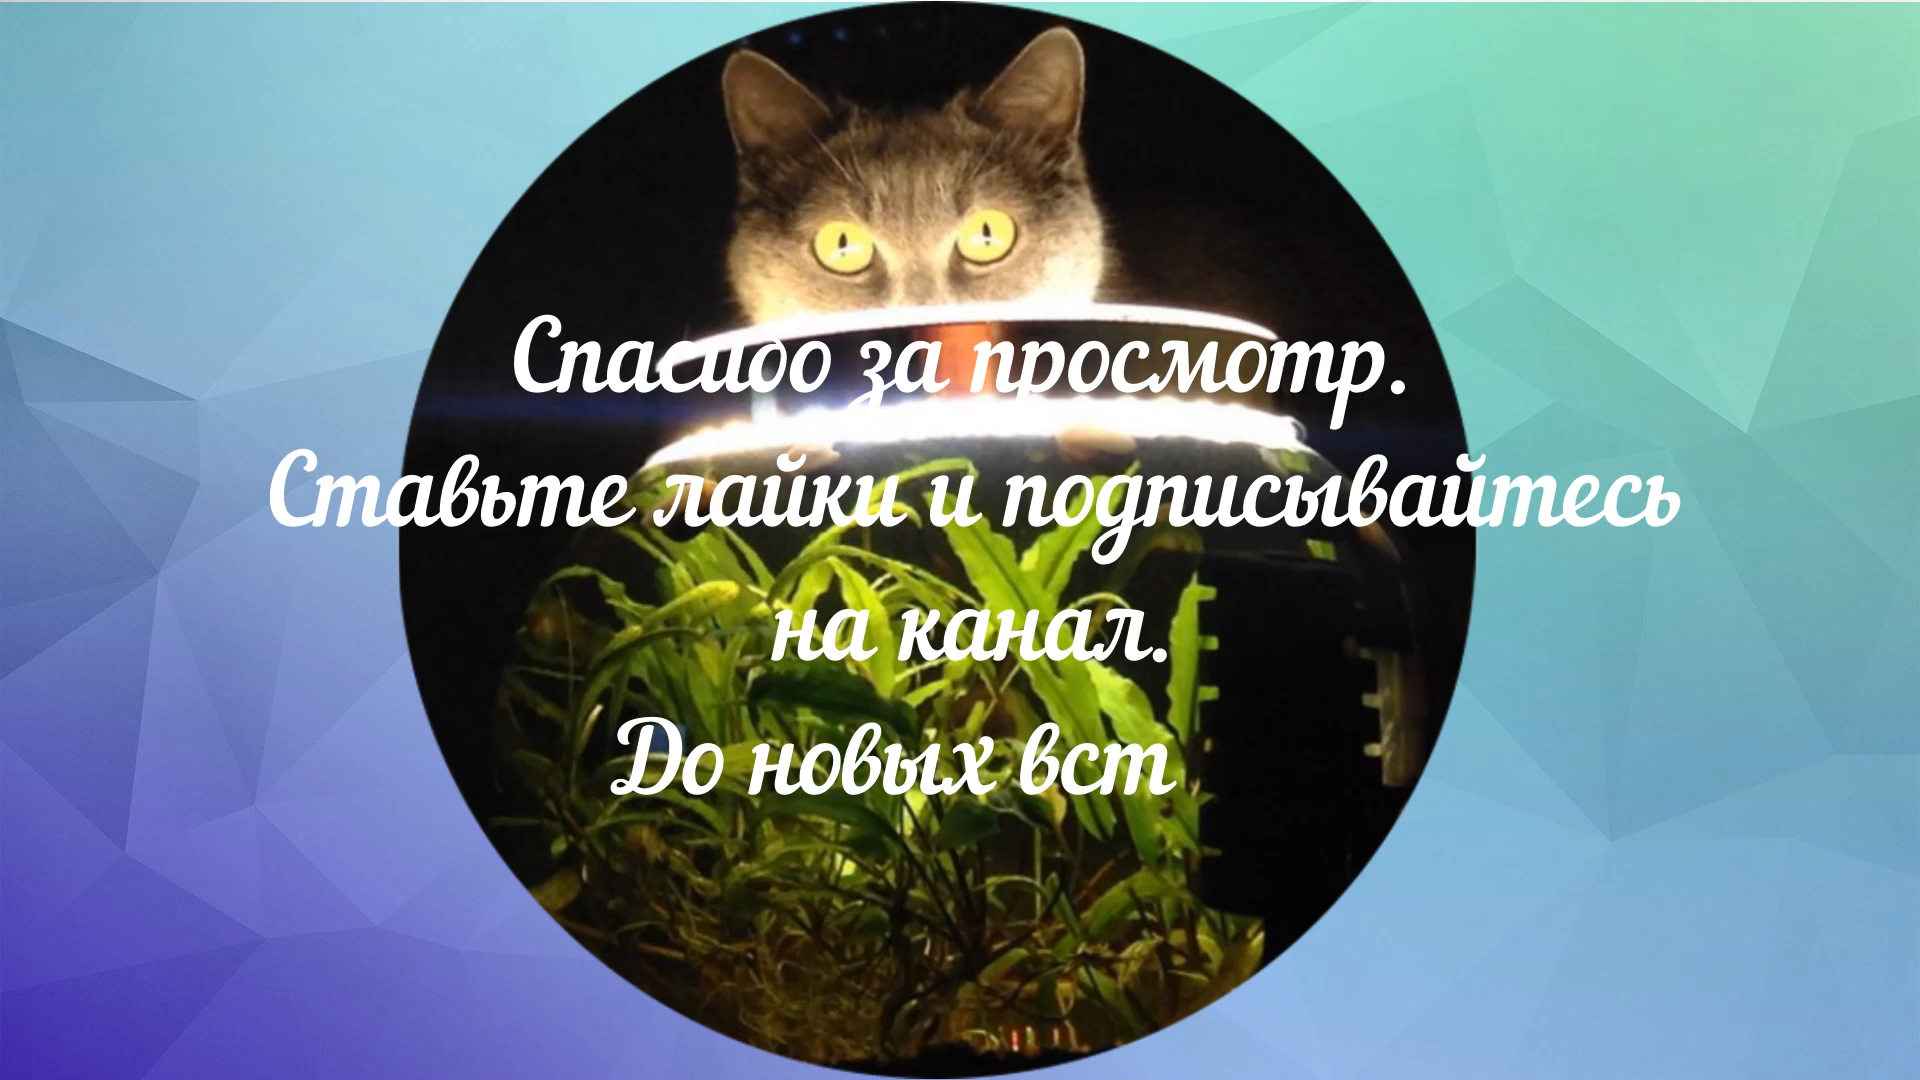 Спасибо за просмотр.
Ставьте лайки и подписывайтесь
на канал.
До новых вст